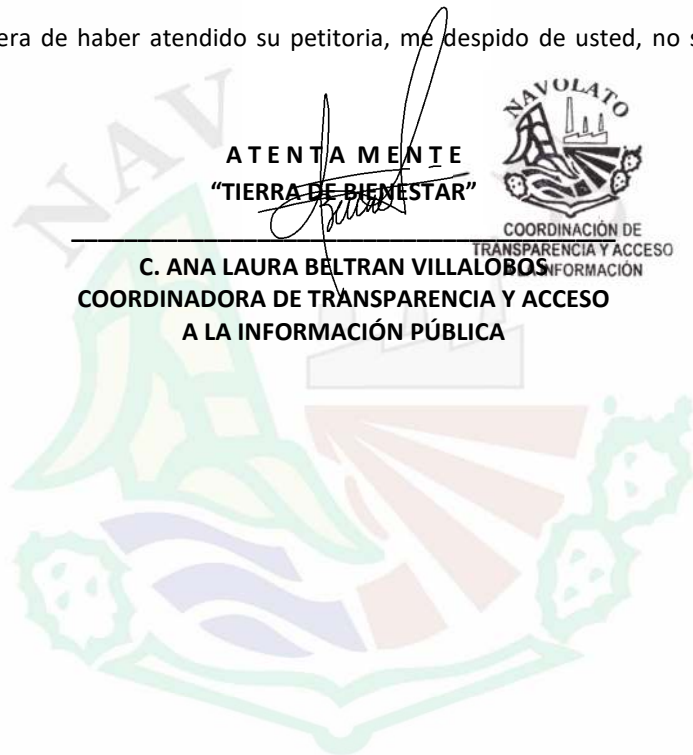 era de haber atendido su petitoria, me despido de usted, no s
NAVOLATO
A T E N T A M E N T E
“TIERRA DE BIENESTAR”
COORDINACIÓN DE
TRANSPARENCIA Y ACCESO
INFORMACIÓN
C. ANA LAURA BELTRAN VILLALOBOS
COORDINADORA DE TRANSPARENCIA Y ACCESO
A LA INFORMACIÓN PÚBLICA
NAV